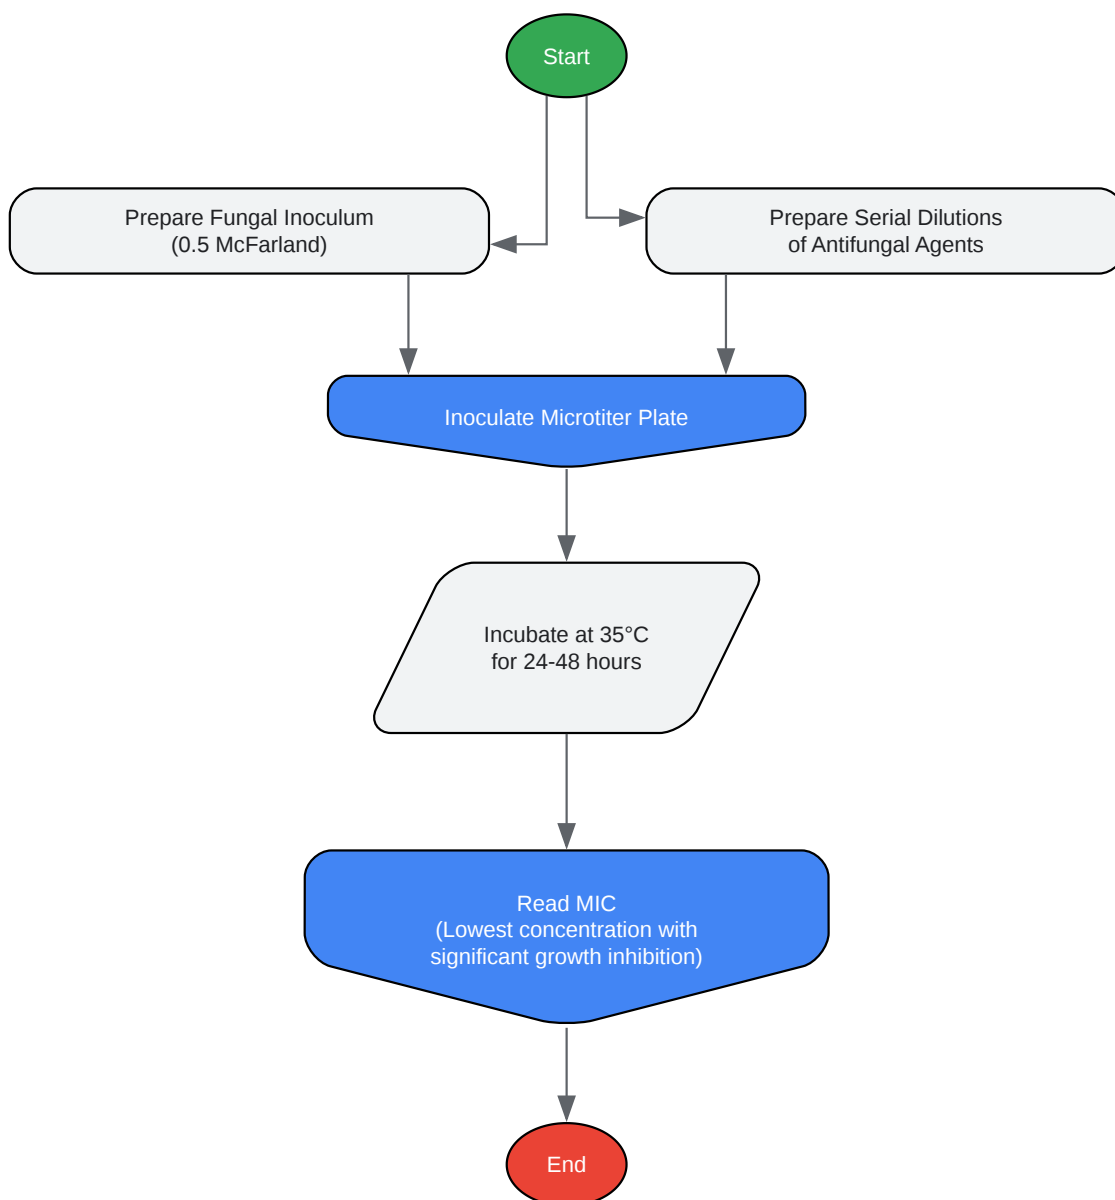 Start
Prepare Fungal Inoculum
(0.5 McFarland)
Prepare Serial Dilutions
of Antifungal Agents
Inoculate Microtiter Plate
Incubate at 35°C
for 24-48 hours
Read MIC
(Lowest concentration with
significant growth inhibition)
End